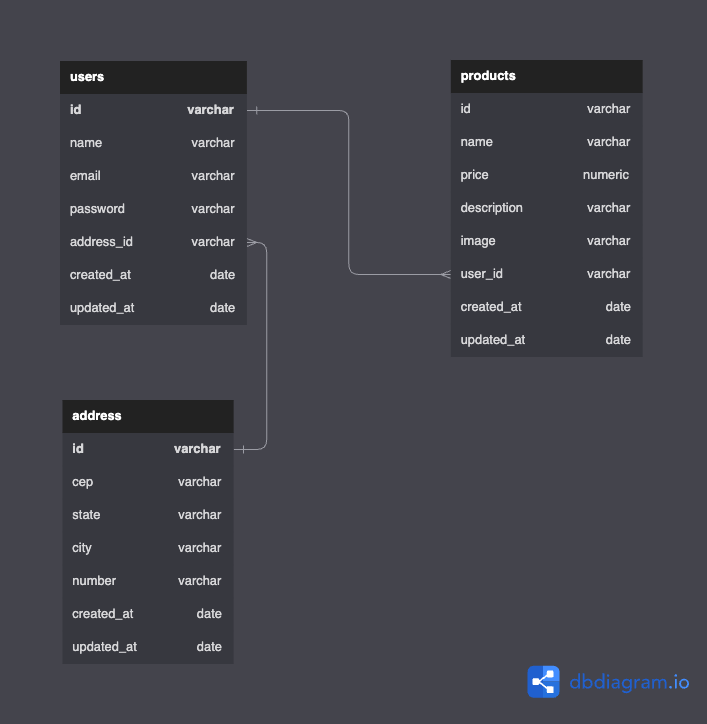 users
id varchar
name varchar
email varchar
password varchar
address_id varchar
created_at date
updated_at date
products
id varchar
name varchar
price numeric
description varchar
image varchar
user_id varchar
created_at date
updated_at date
address
id varchar
cep varchar
state varchar
city varchar
number varchar
created_at date
updated_at date
dbdiagram.io